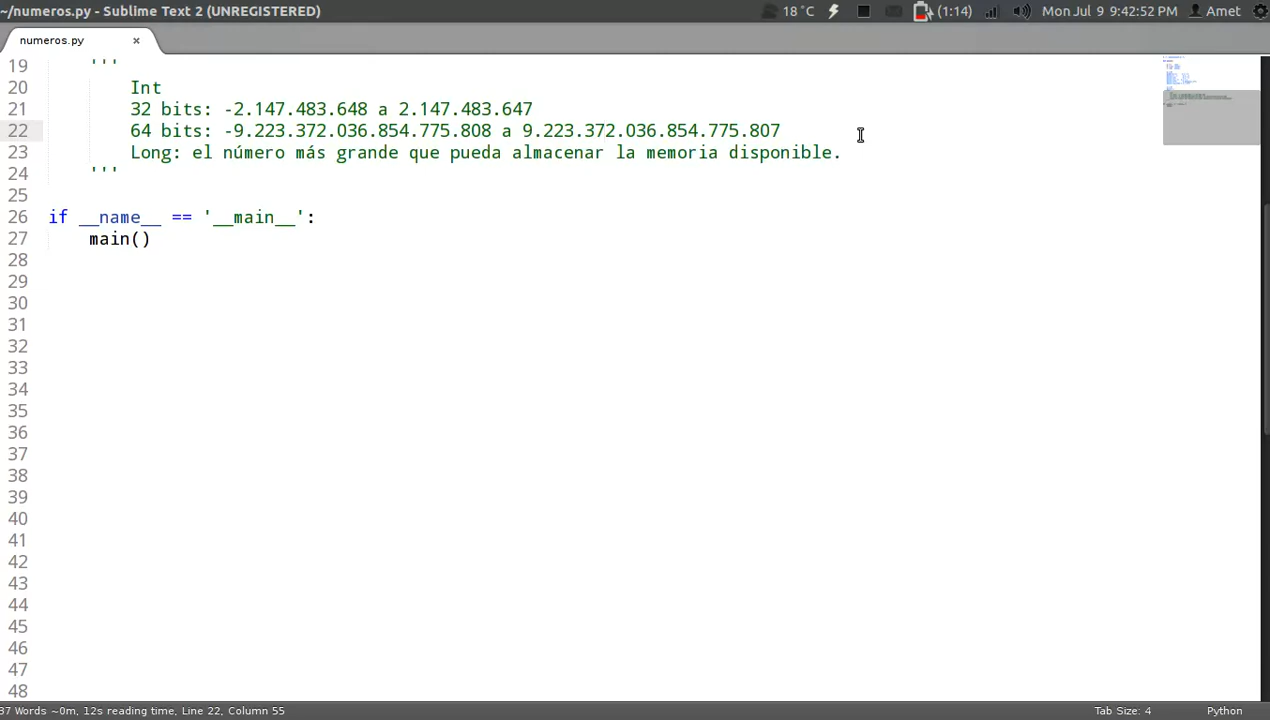 ~/numeros.py - Sublime Text 2 (UNREGISTERED) 18 °C (1:14) Mon Jul 9 9:42:52 PM Amet
numeros.py ×
19 '''
20 Int
21 32 bits: -2.147.483.648 a 2.147.483.647
22 64 bits: -9.223.372.036.854.775.808 a 9.223.372.036.854.775.807
23 Long: el número más grande que pueda almacenar la memoria disponible.
24 '''
25
26 if __name__ == '__main__':
27 main()
28
29
30
31
32
33
34
35
36
37
38
39
40
41
42
43
44
45
46
47
48
37 Words ~0m, 12s reading time, Line 22, Column 55 Tab Size: 4 Python